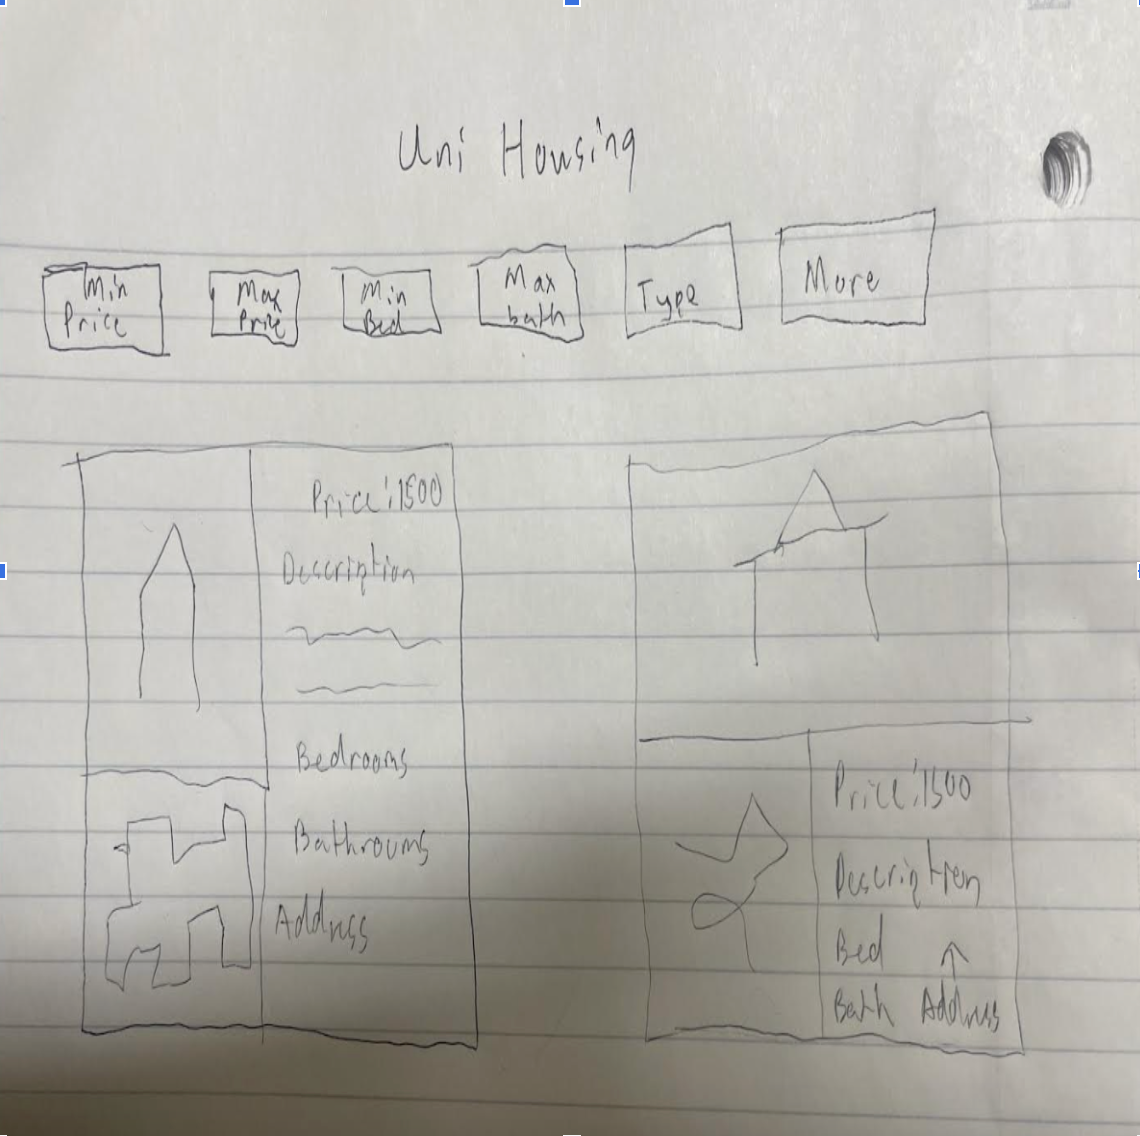 Uni Housing
Min
Price
Max
Price
Min
Bed
Max
bath
Type
More
Price: 1500
Description
Bedrooms
Bathrooms
Address
Price: 1500
Description
Bed
Bath Address